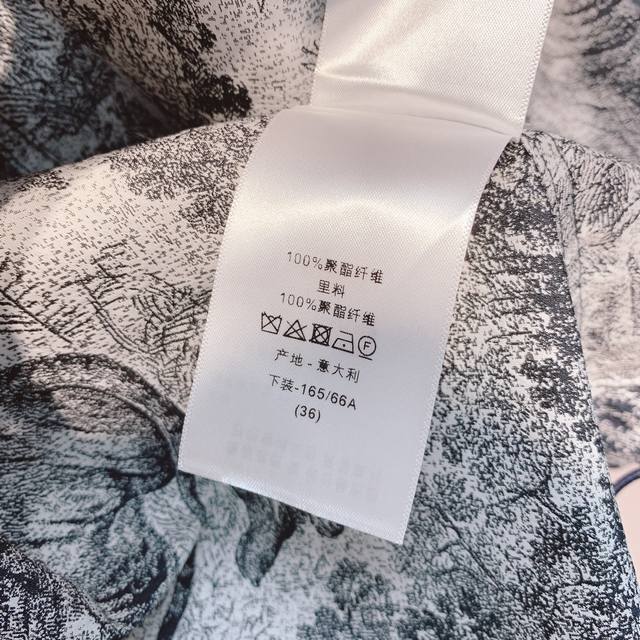 100%聚酯纤维
里料
100%聚酯纤维
产地-意大利
下装-165/66A
(36)